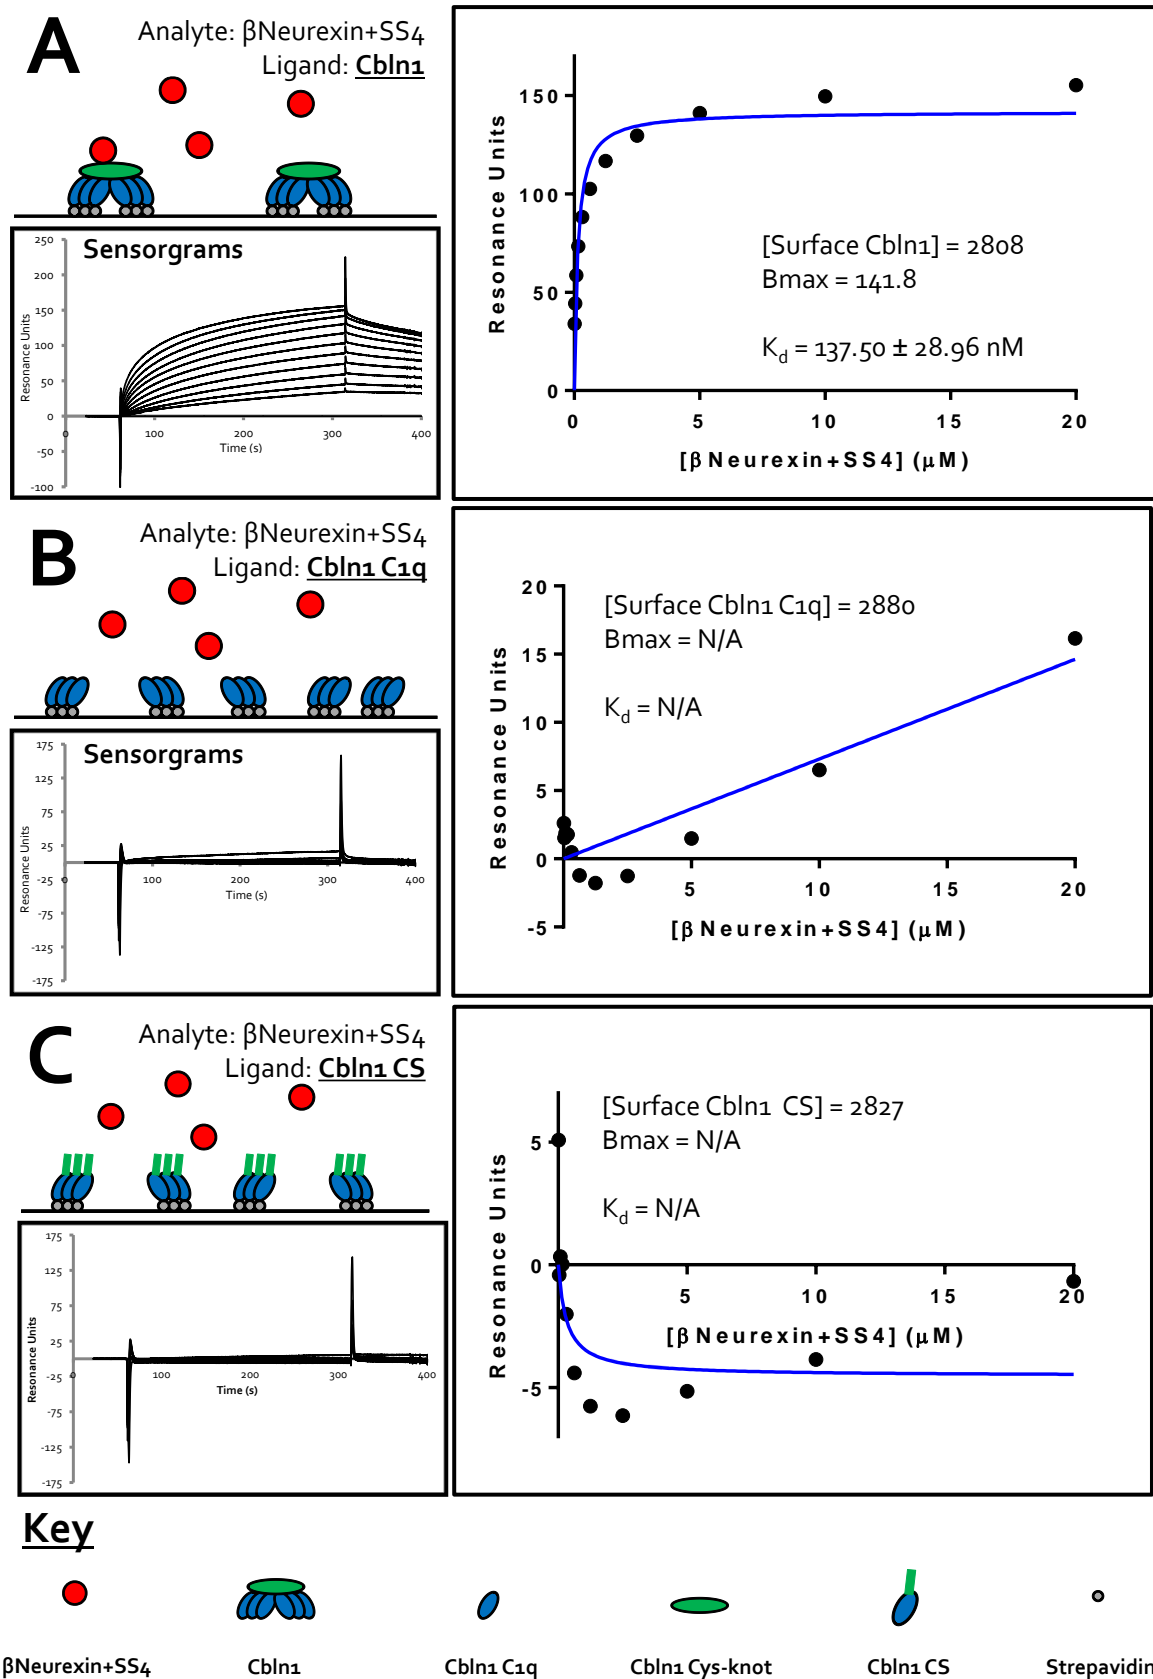 A
Analyte: βNeurexin+SS4
Ligand: Cbln1
Sensorgrams
250
200
150
100
50
0
-50
-100
0
100
200
300
400
Resonance Units
Time (s)
150
100
50
0
0
5
10
15
20
Resonance Units
[Surface Cbln1] = 2808
Bmax = 141.8
Kd = 137.50 ± 28.96 nM
[β Neurexin+SS4] (μM)
B
Analyte: βNeurexin+SS4
Ligand: Cbln1 C1q
Sensorgrams
175
125
75
25
-25
-75
-125
-175
0
100
200
300
400
Resonance Units
Time (s)
20
15
10
5
0
-5
5
10
15
20
Resonance Units
[Surface Cbln1 C1q] = 2880
Bmax = N/A
Kd = N/A
[β Neurexin+SS4] (μM)
C
Analyte: βNeurexin+SS4
Ligand: Cbln1 CS
175
125
75
25
-25
-75
-125
-175
0
100
200
300
400
Resonance Units
Time (s)
5
0
-5
5
10
15
20
Resonance Units
[Surface Cbln1 CS] = 2827
Bmax = N/A
Kd = N/A
[β Neurexin+SS4] (μM)
Key
βNeurexin+SS4
Cbln1
Cbln1 C1q
Cbln1 Cys-knot
Cbln1 CS
Strepavidin